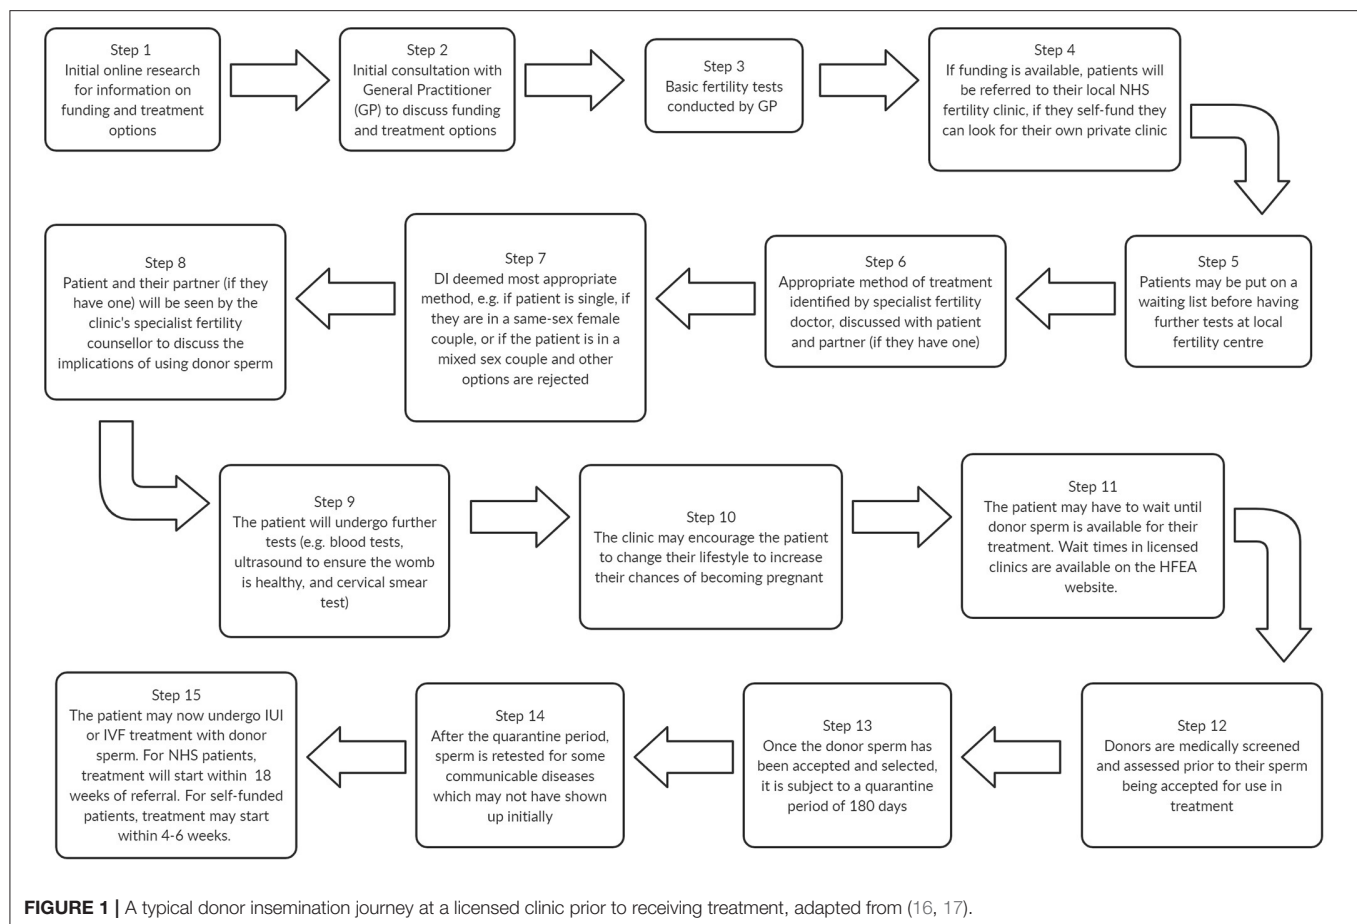 Step 1
Initial online research
for information on
funding and treatment
options
Step 2
Initial consultation with
General Practitioner
(GP) to discuss funding
and treatment options
Step 3
Basic fertility tests
conducted by GP
Step 4
If funding is available, patients will
be referred to their local NHS
fertility clinic, if they self-fund they
can look for their own private clinic
Step 5
Patients may be put on a
waiting list before having
further tests at local
fertility centre
Step 6
Appropriate method of treatment
identified by specialist fertility
doctor, discussed with patient
and partner (if they have one)
Step 7
DI deemed most appropriate
method, e.g. if patient is single, if
they are in a same-sex female
couple, or if the patient is in a
mixed sex couple and other
options are rejected
Step 8
Patient and their partner (if they
have one) will be seen by the
clinic's specialist fertility
counsellor to discuss the
implications of using donor sperm
Step 9
The patient will undergo further
tests (e.g. blood tests,
ultrasound to ensure the womb
is healthy, and cervical smear
test)
Step 10
The clinic may encourage the patient
to change their lifestyle to increase
their chances of becoming pregnant
Step 11
The patient may have to wait until
donor sperm is available for their
treatment. Wait times in licensed
clinics are available on the HFEA
website.
Step 12
Donors are medically screened
and assessed prior to their sperm
being accepted for use in
treatment
Step 13
Once the donor sperm has
been accepted and selected,
it is subject to a quarantine
period of 180 days
Step 14
After the quarantine period,
sperm is retested for some
communicable diseases
which may not have shown
up initially
Step 15
The patient may now undergo IUI
or IVF treatment with donor
sperm. For NHS patients,
treatment will start within 18
weeks of referral. For self-funded
patients, treatment may start
within 4-6 weeks.
FIGURE 1 | A typical donor insemination journey at a licensed clinic prior to receiving treatment, adapted from (16, 17).